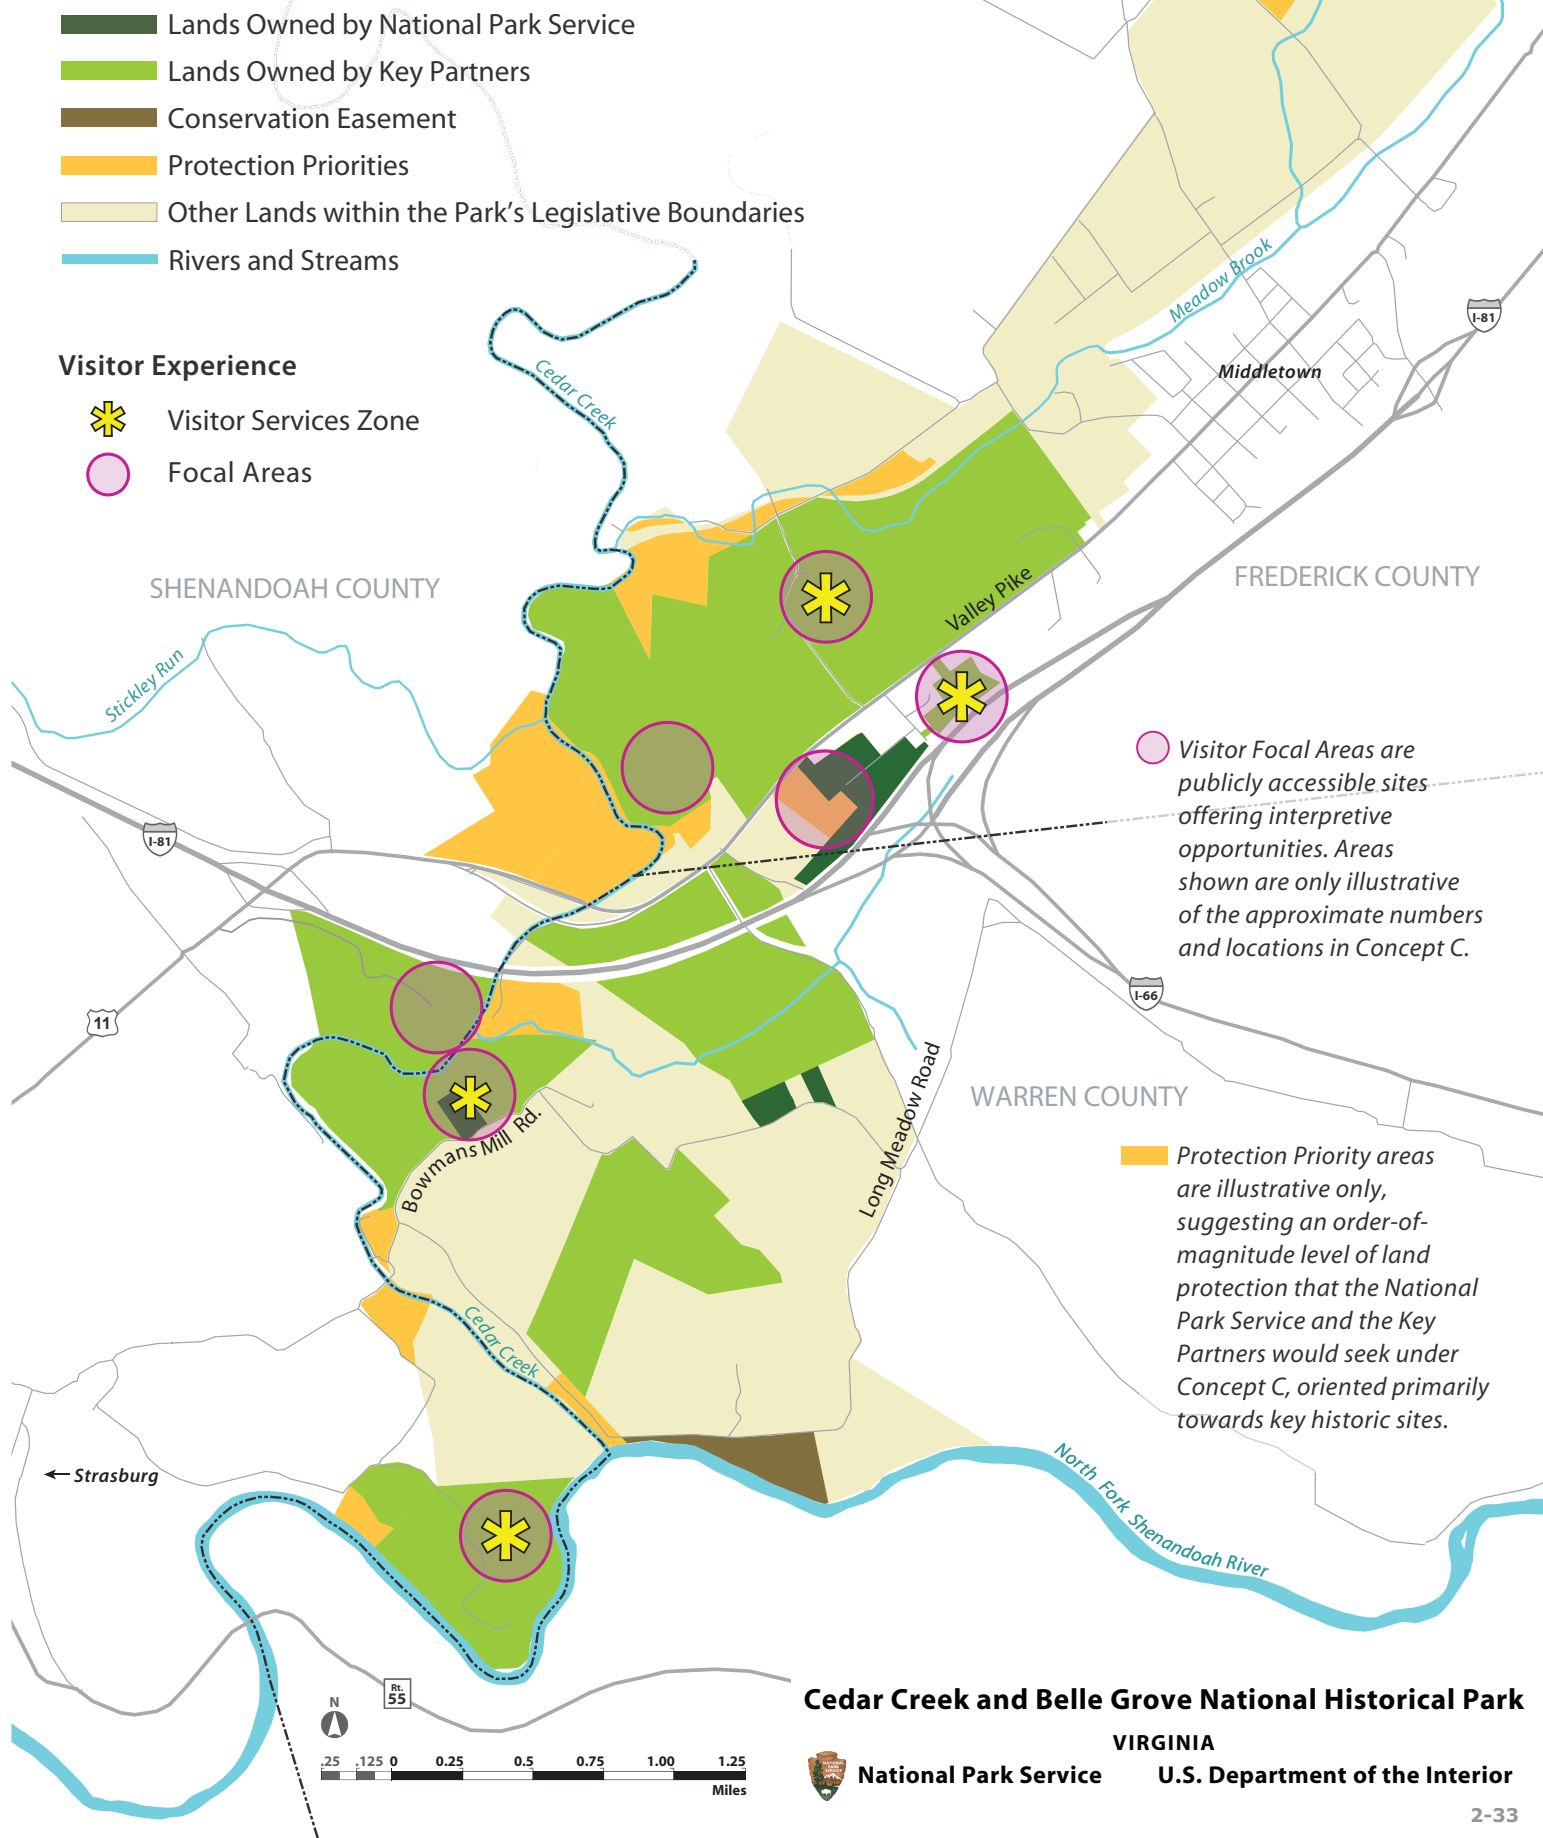 Lands Owned by National Park Service
Lands Owned by Key Partners
Conservation Easement
Protection Priorities
Other Lands within the Park's Legislative Boundaries
Rivers and Streams
Visitor Experience
Visitor Services Zone
Focal Areas
Cedar Creek
Meadow Brook
I-81
Middletown
SHENANDOAH COUNTY
FREDERICK COUNTY
Valley Pike
Stickley Run
I-81
Visitor Focal Areas are
publicly accessible sites
offering interpretive
opportunities. Areas
shown are only illustrative
of the approximate numbers
and locations in Concept C.
I-66
11
WARREN COUNTY
Long Meadow Road
Bowmans Mill Rd.
Protection Priority areas
are illustrative only,
suggesting an order-of-
magnitude level of land
protection that the National
Park Service and the Key
Partners would seek under
Concept C, oriented primarily
towards key historic sites.
Cedar Creek
Strasburg
North Fork Shenandoah River
Rt.
55
N
.25 .125 0 0.25 0.5 0.75 1.00 1.25
Miles
Cedar Creek and Belle Grove National Historical Park
VIRGINIA
NATIONAL
PARK
SERVICE
National Park Service U.S. Department of the Interior
2-33